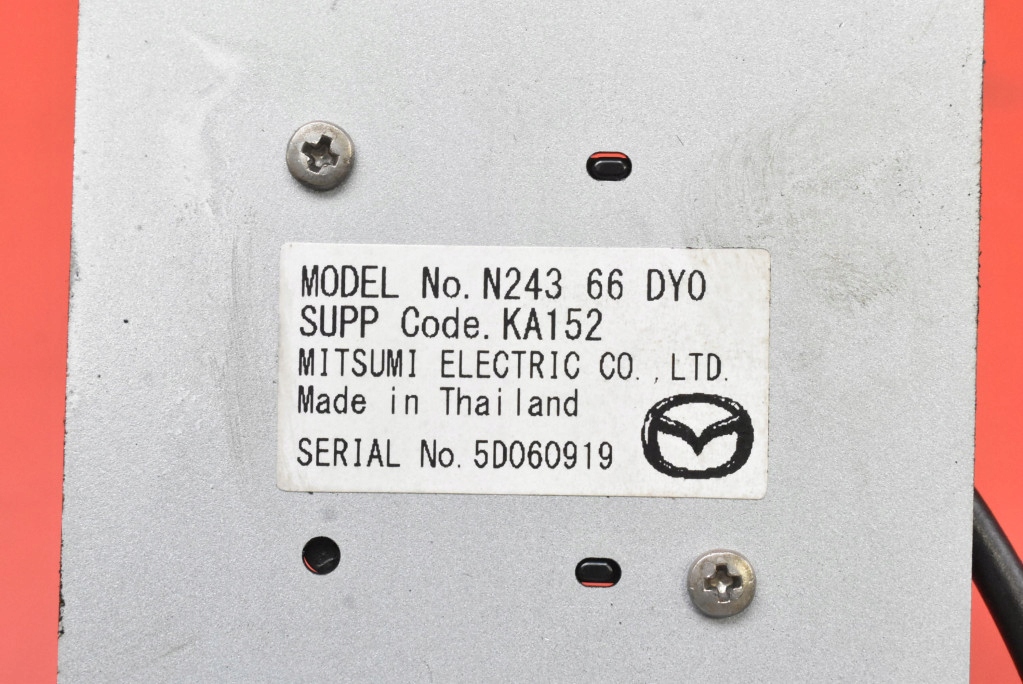 MODEL No. N243 66 DY0
SUPP Code. KA152
MITSUMI ELECTRIC CO., LTD.
Made in Thailand
SERIAL No. 5D060919